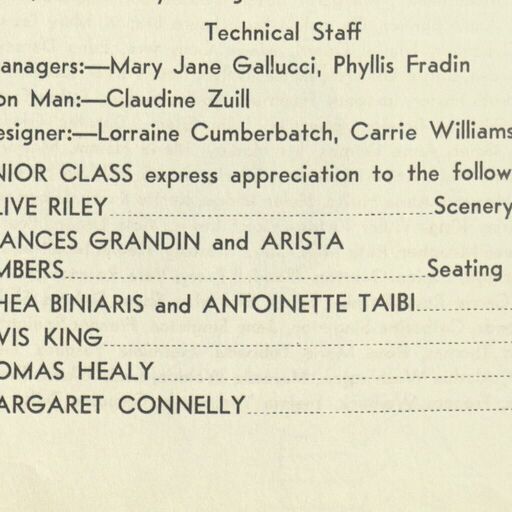 Technical Staff
anagers:—Mary Jane Gallucci, Phyllis Fradin
on Man:—Claudine Zuill
esigner:—Lorraine Cumberbatch, Carrie Williams
NIOR CLASS express appreciation to the follow
LIVE RILEY Scenery
ANCES GRANDIN and ARISTA
MBERS Seating
HEA BINIARIS and ANTOINETTE TAIBI
VIS KING
OMAS HEALY
ARGARET CONNELLY